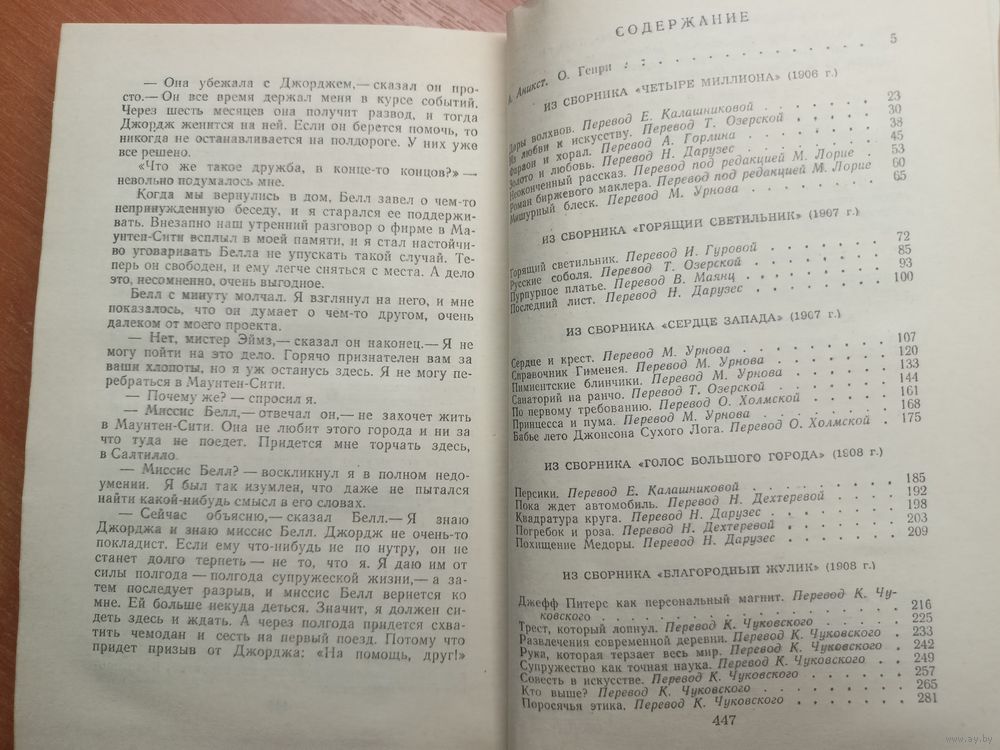 — Она убежала с Джорджем,— сказал он про-
сто.— Он все время держал меня в курсе событий.
Через шесть месяцев она получит развод, и тогда
Джордж женится на ней. Если он берется помочь, то
никогда не останавливается на полдороге. У них уже
все решено.
«Что же такое дружба, в конце-то концов?» —
невольно подумалось мне.
Когда мы вернулись в дом, Белл завел о чем-то
непринужденную беседу, и я старался ее поддержи-
вать. Внезапно наш утренний разговор о фирме в Ма-
унтен-Сити всплыл в моей памяти, и я стал настойчи-
во уговаривать Белла не упускать такой случай. Те-
перь он свободен, и ему легче сняться с места. А дело
это, несомненно, очень выгодное.
Белл с минуту молчал. Я взглянул на него, и мне
показалось, что он думает о чем-то другом, очень
далеком от моего проекта.
— Нет, мистер Эймз,— сказал он наконец.— Я не
могу пойти на это дело. Горячо признателен вам за
ваши хлопоты, но я уж останусь здесь. Я не могу пе-
ребраться в Маунтен-Сити.
— Почему же? — спросил я.
— Миссис Белл,— отвечал он,— не захочет жить
в Маунтен-Сити. Она не любит этого города и ни за
что туда не поедет. Придется мне торчать здесь,
в Салтилло.
— Миссис Белл? — воскликнул я в полном недо-
умении. Я был так изумлен, что даже не пытался
найти какой-нибудь смысл в его словах.
— Сейчас объясню,— сказал Белл.— Я знаю
Джорджа и знаю миссис Белл. Джордж не очень-то
покладист. Если ему что-нибудь не по нутру, он не
станет долго терпеть — не то, что я. Я даю им от
силы полгода — полгода супружеской жизни,— а за-
тем последует разрыв, и миссис Белл вернется ко
мне. Ей больше некуда деться. Значит, я должен си-
деть здесь и ждать. А через полгода придется схва-
тить чемодан и сесть на первый поезд. Потому что
придет призыв от Джорджа: «На помощь, друг!»
СОДЕРЖАНИЕ
А. Аникст. О. Генри . . . . . . . . . . 5
ИЗ СБОРНИКА «ЧЕТЫРЕ МИЛЛИОНА» (1906 г.)
Дары волхвов. Перевод Е. Калашниковой . . . . . 23
Из любви к искусству. Перевод Т. Озерской . . . . 30
Фараон и хорал. Перевод А. Горлина . . . . . 38
Золото и любовь. Перевод Н. Дарузес . . . . . 45
Неоконченный рассказ. Перевод под редакцией М. Лорие . 53
Роман биржевого маклера. Перевод под редакцией М. Лорие 60
Мишурный блеск. Перевод М. Урнова . . . . . 65
ИЗ СБОРНИКА «ГОРЯЩИЙ СВЕТИЛЬНИК» (1907 г.)
Горящий светильник. Перевод И. Гуровой . . . . . 72
Русские соболя. Перевод Т. Озерской . . . . . 85
Пурпурное платье. Перевод В. Маянц . . . . . 93
Последний лист. Перевод Н. Дарузес . . . . . 100
ИЗ СБОРНИКА «СЕРДЦЕ ЗАПАДА» (1907 г.)
Сердце и крест. Перевод М. Урнова . . . . . 107
Справочник Гименея. Перевод М. Урнова . . . . . 120
Пимиентские блинчики. Перевод М. Урнова . . . . . 133
Санаторий на ранчо. Перевод Т. Озерской . . . . . 144
По первому требованию. Перевод О. Холмской . . . . 161
Принцесса и пума. Перевод М. Урнова . . . . . 168
Бабье лето Джонсона Сухого Лога. Перевод О. Холмской . 175
ИЗ СБОРНИКА «ГОЛОС БОЛЬШОГО ГОРОДА» (1908 г.)
Персики. Перевод Е. Калашниковой . . . . . 185
Пока ждет автомобиль. Перевод Н. Дехтеревой . . . . 192
Квадратура круга. Перевод Н. Дарузес . . . . . 198
Погребок и роза. Перевод Н. Дехтеревой . . . . . 203
Похищение Медоры. Перевод Н. Дарузес . . . . . 209
ИЗ СБОРНИКА «БЛАГОРОДНЫЙ ЖУЛИК» (1908 г.)
Джефф Питерс как персональный магнит. Перевод К. Чу-
ковского . . . . . . . . . . 216
Трест, который лопнул. Перевод К. Чуковского . . . . 225
Развлечения современной деревни. Перевод К. Чуковского . 233
Рука, которая терзает весь мир. Перевод К. Чуковского . 242
Супружество как точная наука. Перевод К. Чуковского . . 249
Совесть в искусстве. Перевод К. Чуковского . . . . 257
Кто выше? Перевод К. Чуковского . . . . . 265
Поросячья этика. Перевод К. Чуковского . . . . . 281
447
www.ay.by